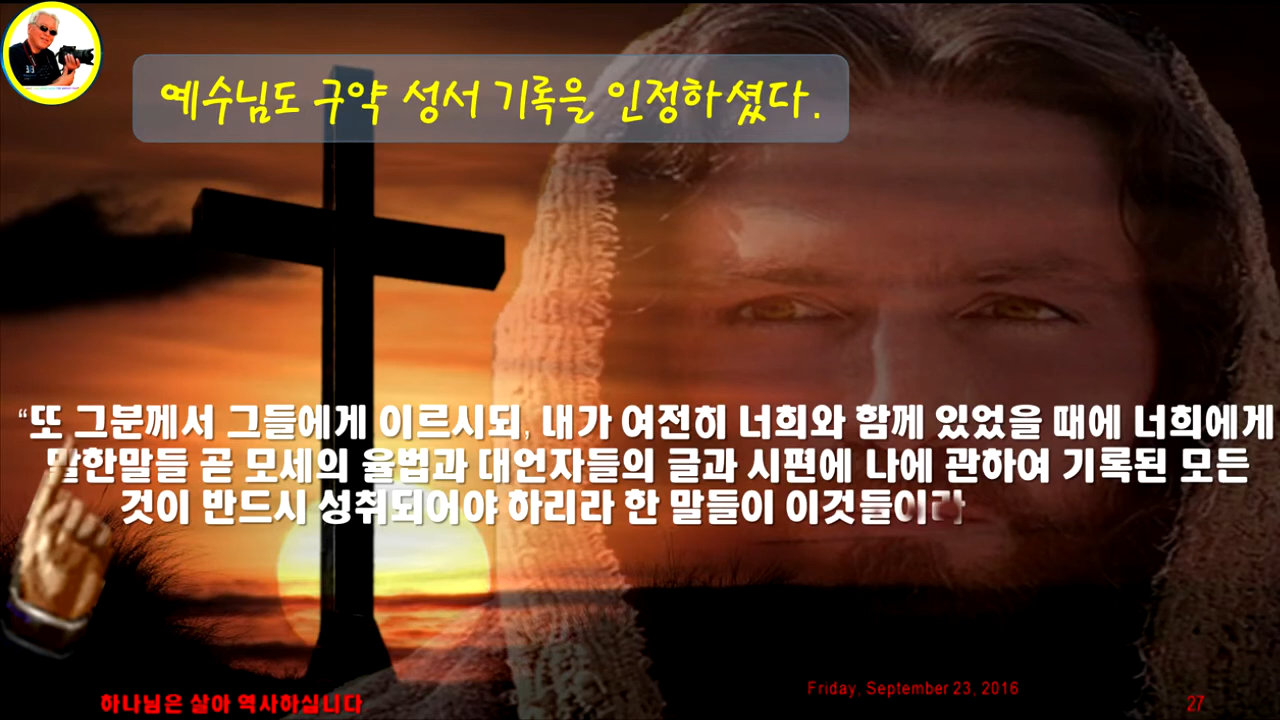 예수님도 구약 성서 기록을 인정하셨다.
“또 그분께서 그들에게 이르시되, 내가 여전히 너희와 함께 있었을 때에 너희에게
말한말들 곧 모세의 율법과 대언자들의 글과 시편에 나에 관하여 기록된 모든
것이 반드시 성취되어야 하리라 한 말들이 이것들이라
하나님은 살아 역사하십니다
Friday, September 23, 2016
27